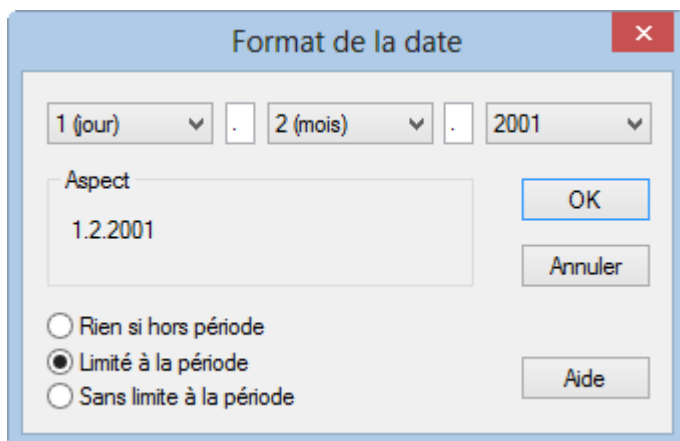 Format de la date
1 (jour) . 2 (mois) . 2001
Aspect
1.2.2001
OK
Annuler
Rien si hors période
Limité à la période
Sans limite à la période
Aide